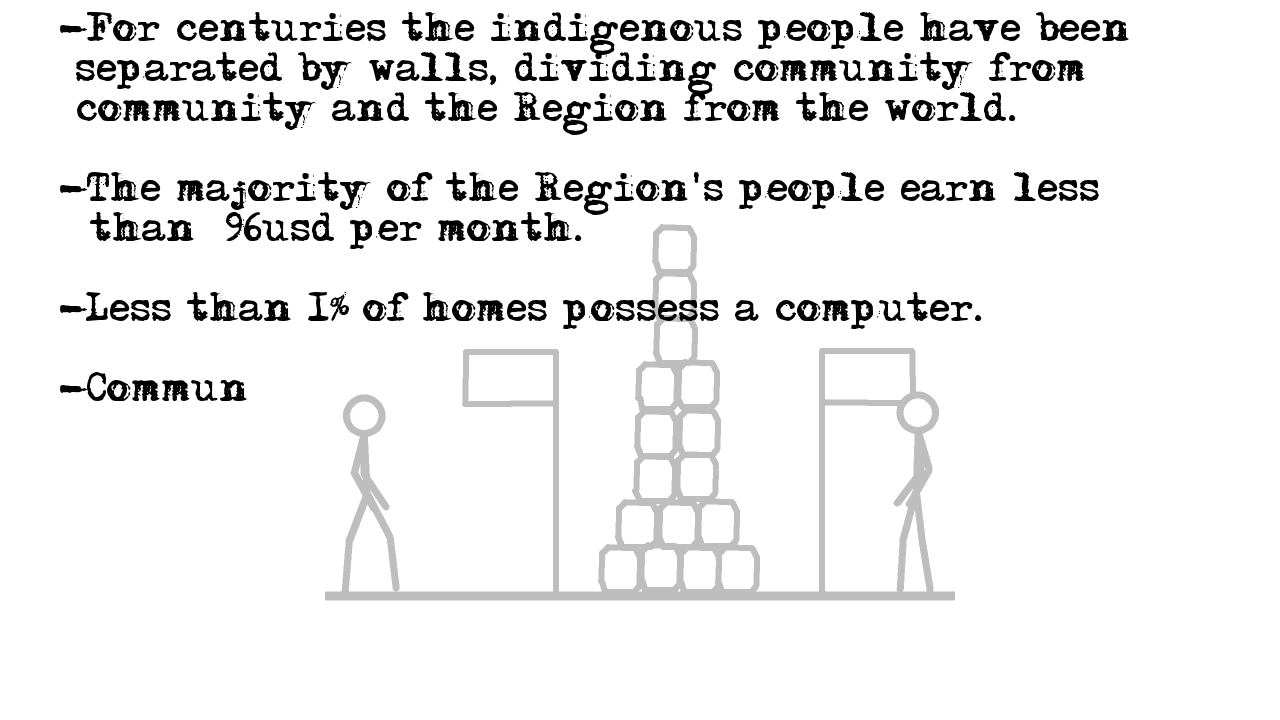 -For centuries the indigenous people have been
separated by walls, dividing community from
community and the Region from the world.
-The majority of the Region's people earn less
than 96usd per month.
-Less than 1% of homes possess a computer.
-Commun